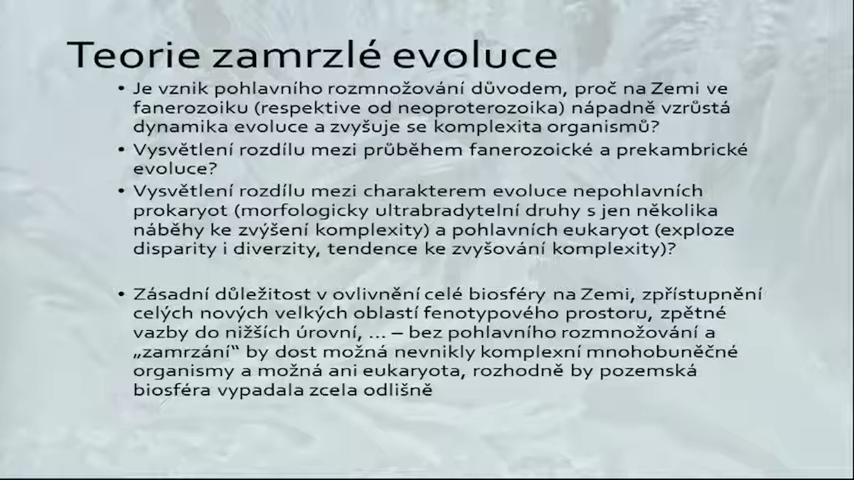 Teorie zamrzlé evoluce
• Je vznik pohlavního rozmnožování důvodem, proč na Zemi ve
fanerozoiku (respektive od neoproterozoika) nápadně vzrůstá
dynamika evoluce a zvyšuje se komplexita organismů?
• Vysvětlení rozdílu mezi průběhem fanerozoické a prekambrické
evoluce?
• Vysvětlení rozdílu mezi charakterem evoluce nepohlavních
prokaryot (morfologicky ultrabradytelní druhy s jen několika
náběhy ke zvýšení komplexity) a pohlavních eukaryot (exploze
disparity i diverzity, tendence ke zvyšování komplexity)?
• Zásadní důležitost v ovlivnění celé biosféry na Zemi, zpřístupnění
celých nových velkých oblastí fenotypového prostoru, zpětné
vazby do nižších úrovní, ... – bez pohlavního rozmnožování a
„zamrzání“ by dost možná nevnikly komplexní mnohobuněčné
organismy a možná ani eukaryota, rozhodně by pozemská
biosféra vypadala zcela odlišně